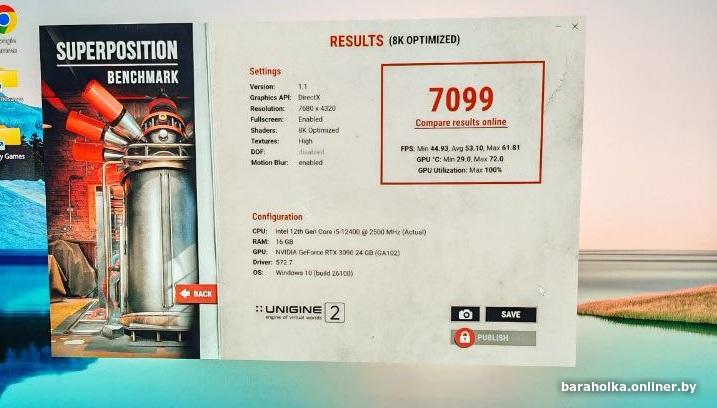 SUPERPOSITION
BENCHMARK
RESULTS (8K OPTIMIZED)
Settings
Version: 1.1
Graphics API: DirectX
Resolution: 7680 x 4320
Fullscreen: Enabled
Shaders: 8K Optimized
Textures: High
DOF: disabled
Motion Blur: enabled
7099
Compare results online
FPS: Min 44.93, Avg 53.10, Max 61.81
GPU °C: Min 29.0, Max 72.0
GPU Utilization: Max 100%
Configuration
CPU: Intel 12th Gen Core i5-12400 @ 2500 MHz (Actual)
RAM: 16 GB
GPU: NVIDIA GeForce RTX 3090 24 GB (GA102)
Driver: 572.7
OS: Windows 10 (build 26100)
BACK
UNIGINE 2
engine of virtual worlds
SAVE
PUBLISH
Games
baraholka.onliner.by